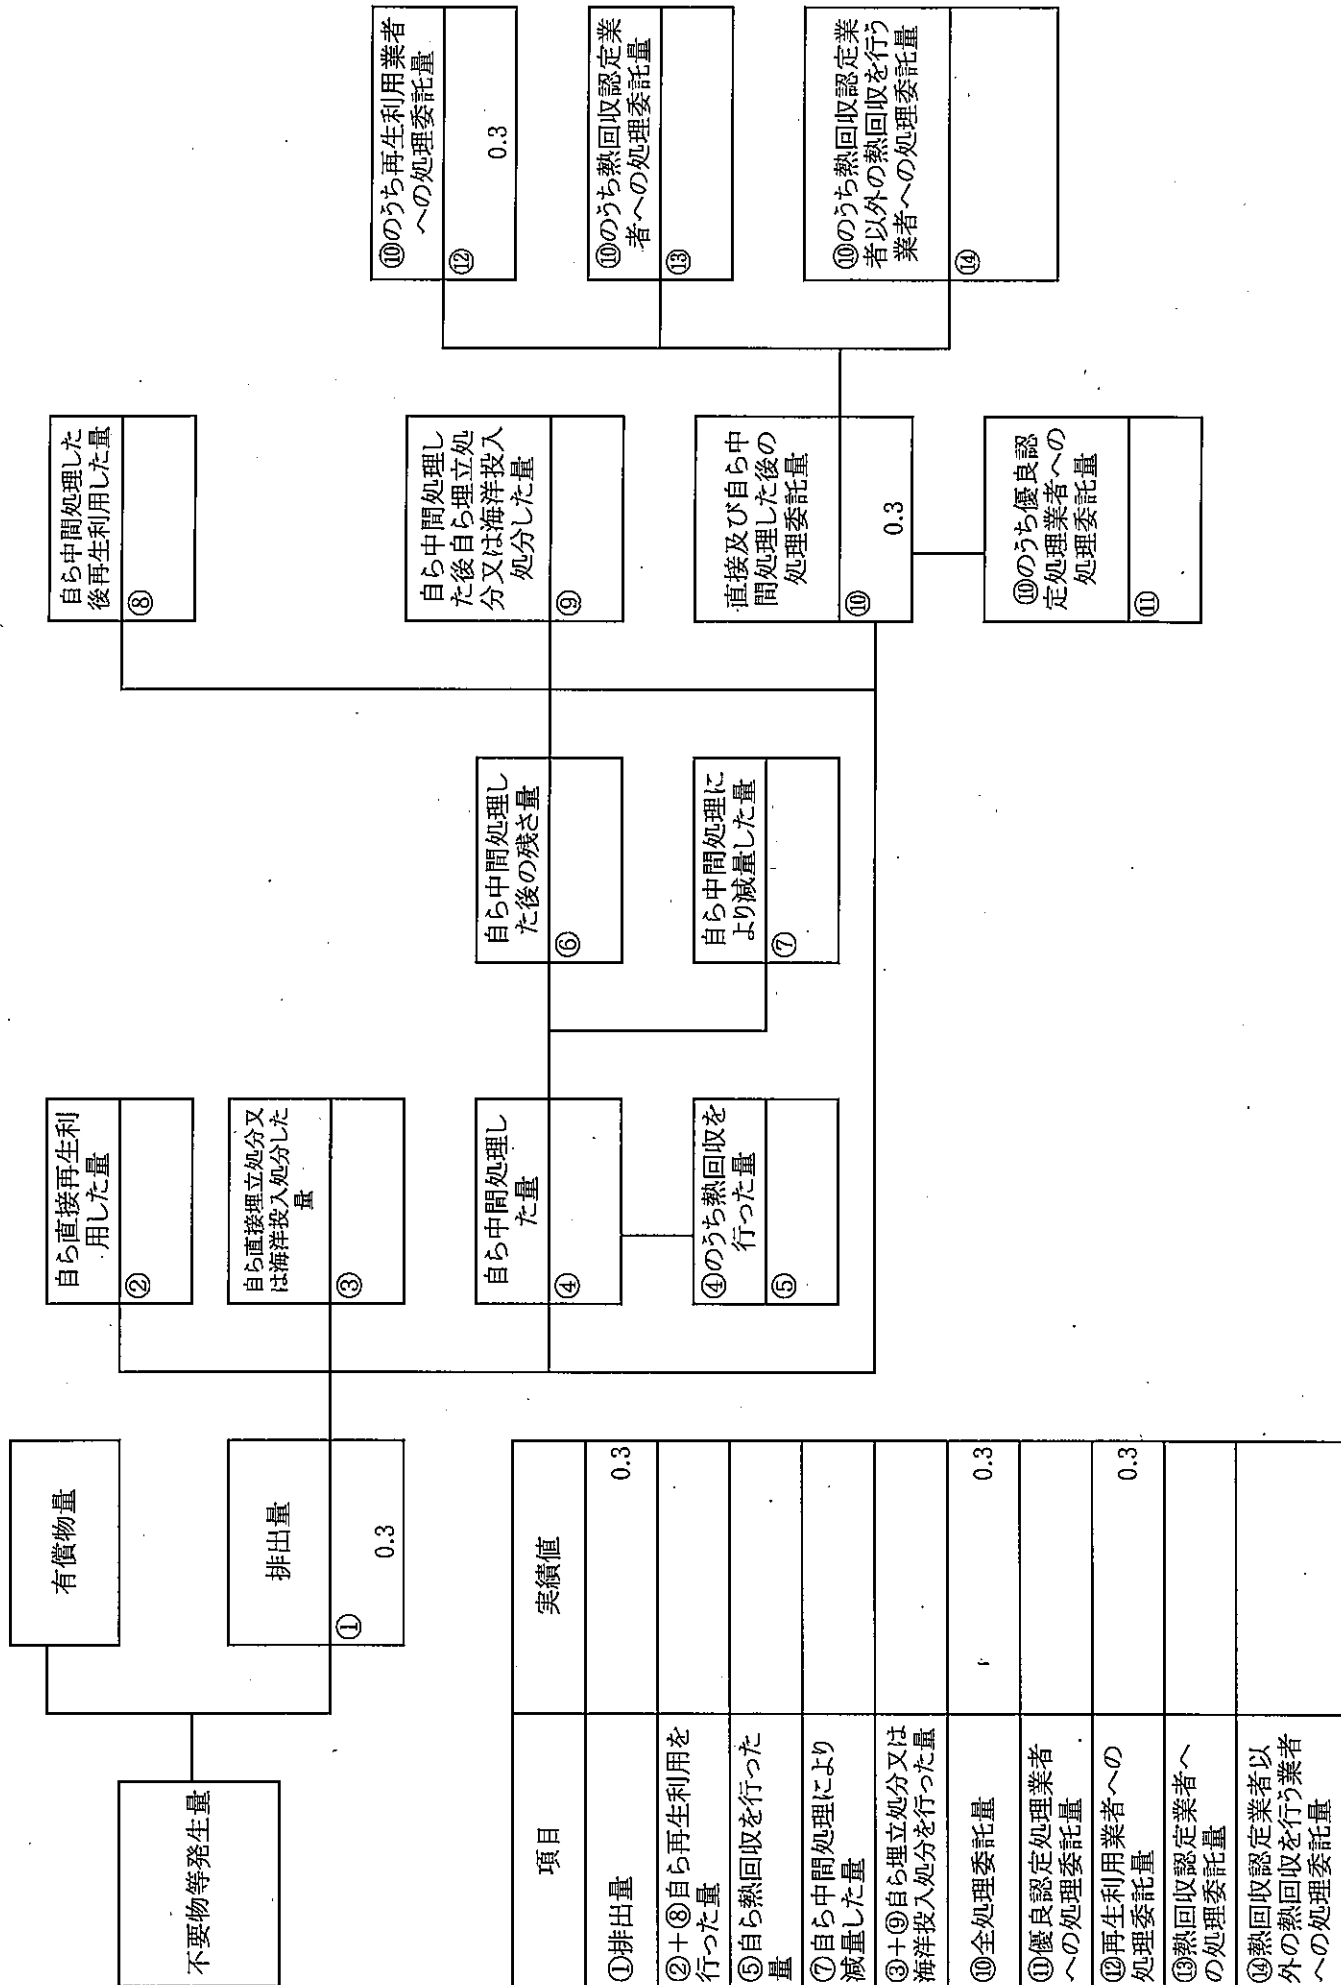 不要物等発生量
有償物量
排出量
①
0.3
自ら直接再生利
用した量
②
自ら直接埋立処分又
は海洋投入処分した
量
③
自ら中間処理し
た量
④
④のうち熱回収を
行った量
⑤
自ら中間処理し
た後の残さ量
⑥
自ら中間処理に
より減量した量
⑦
自ら中間処理した
後再生利用した量
⑧
自ら中間処理し
た後自ら埋立処
分又は海洋投入
処分した量
⑨
直接及び自ら中
間処理した後の
処理委託量
⑩
0.3
⑩のうち優良認
定処理業者への
処理委託量
⑪
⑩のうち再生利用業者
への処理委託量
⑫
0.3
⑩のうち熱回収認定業
者への処理委託量
⑬
⑩のうち熱回収認定業
者以外の熱回収を行う
業者への処理委託量
⑭
項目
実績値
①排出量
0.3
②+⑧自ら再生利用を
行った量
⑤自ら熱回収を行った
量
⑦自ら中間処理により
減量した量
③+⑨自ら埋立処分又は
海洋投入処分を行った量
⑩全処理委託量
0.3
⑪優良認定処理業者
への処理委託量
⑫再生利用業者への
処理委託量
0.3
⑬熱回収認定業者へ
の処理委託量
⑭熱回収認定業者以
外の熱回収を行う業者
への処理委託量